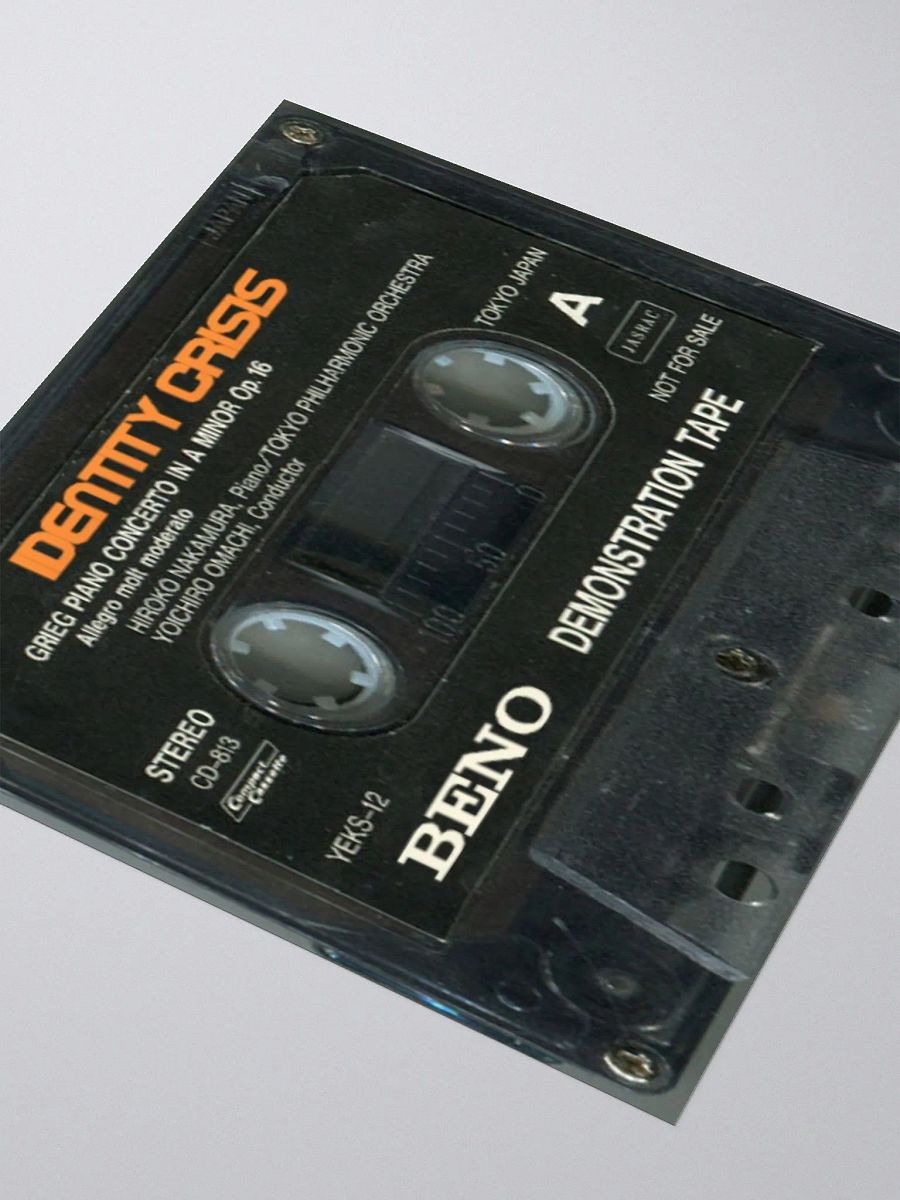 JAPAN
IDENTITY CRISIS
GRIEG PIANO CONCERTO IN A MINOR Op.16
Allegro molt moderato
HIROKO NAKAMURA, Piano/TOKYO PHILHARMONIC ORCHESTRA
YOICHIRO OMACHI, Conductor
TOKYO JAPAN
A
JASRAC
NOT FOR SALE
100 50 0
STEREO
CD-813
Compact Cassette
YEKS-12
BENO DEMONSTRATION TAPE